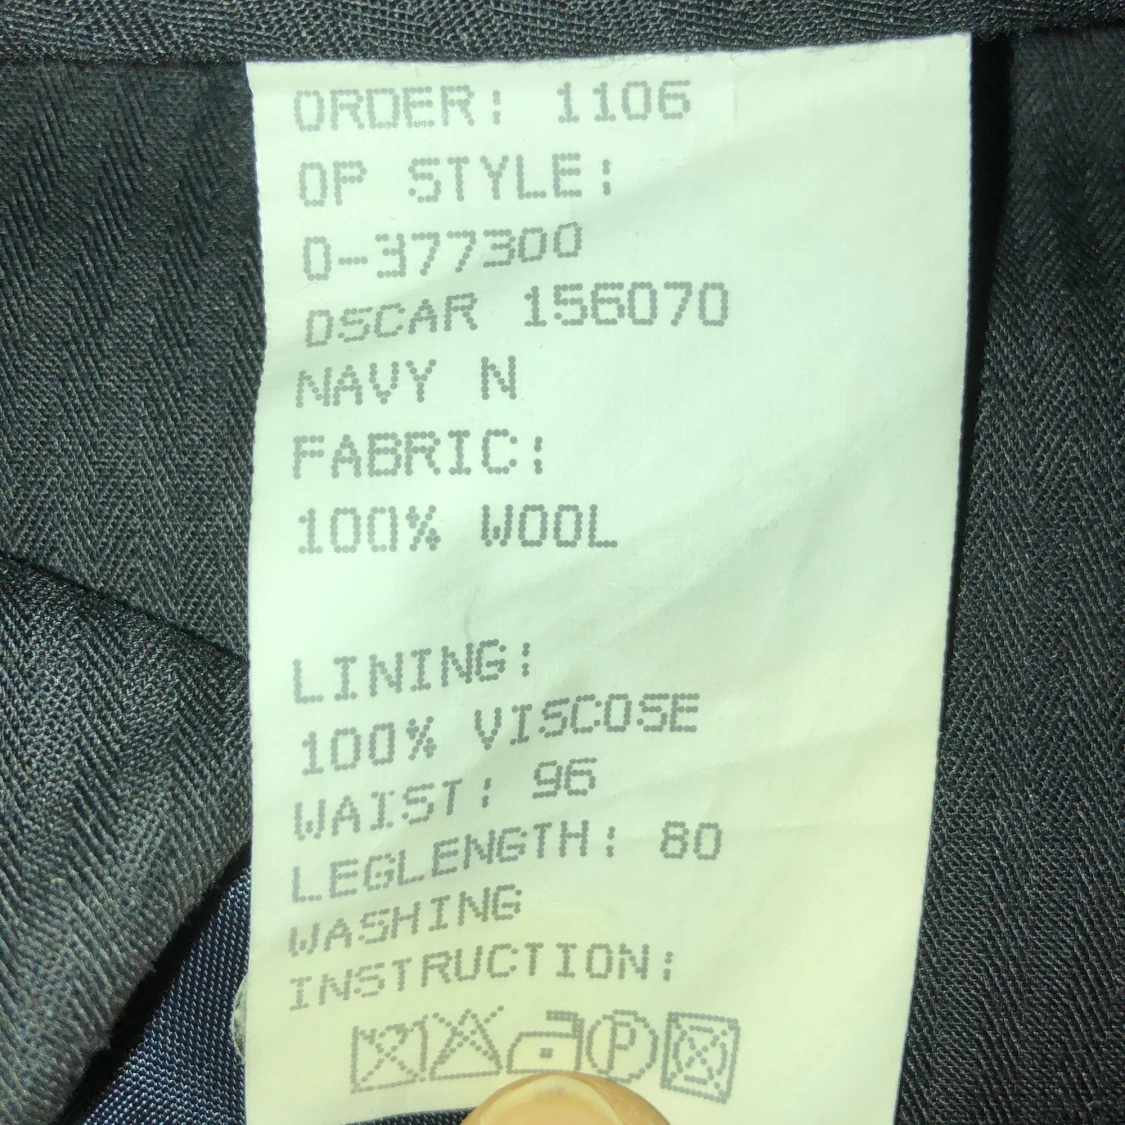 ORDER: 1106
OP STYLE:
0-377300
OSCAR 156070
NAVY N
FABRIC:
100% WOOL
LINING:
100% VISCOSE
WAIST: 96
LEGLENGTH: 80
WASHING
INSTRUCTION:
P